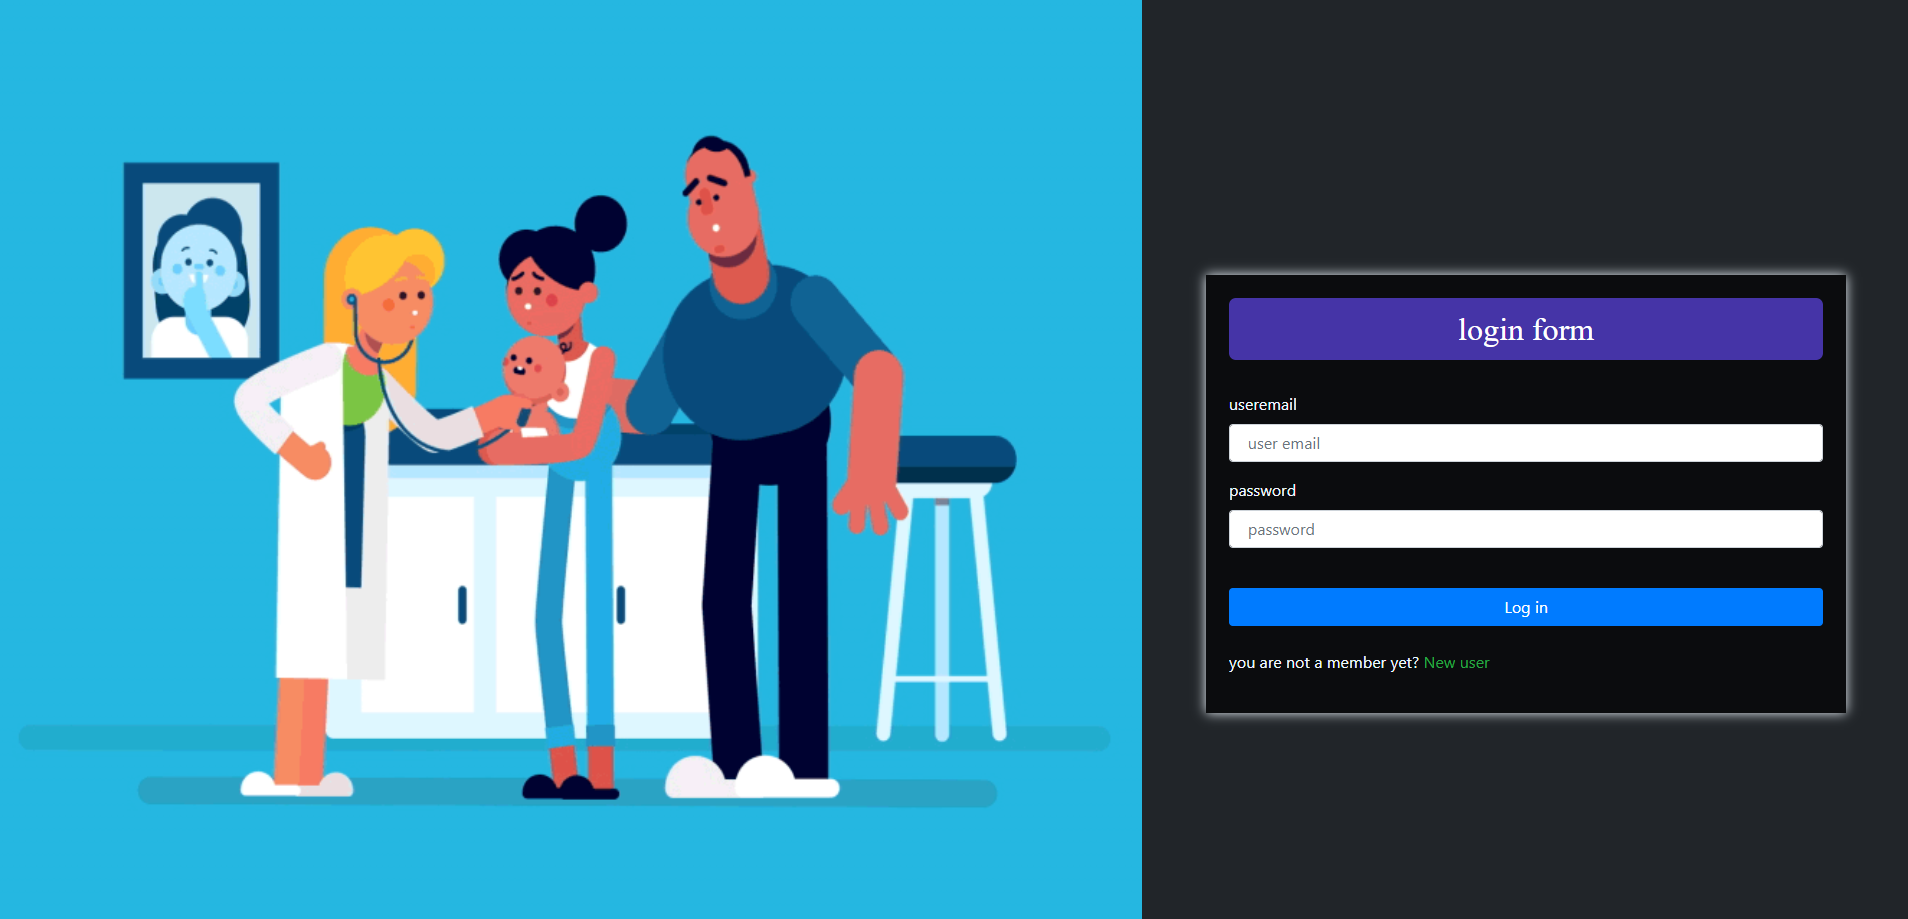 login form
useremail
user email
password
password
Log in
you are not a member yet? New user